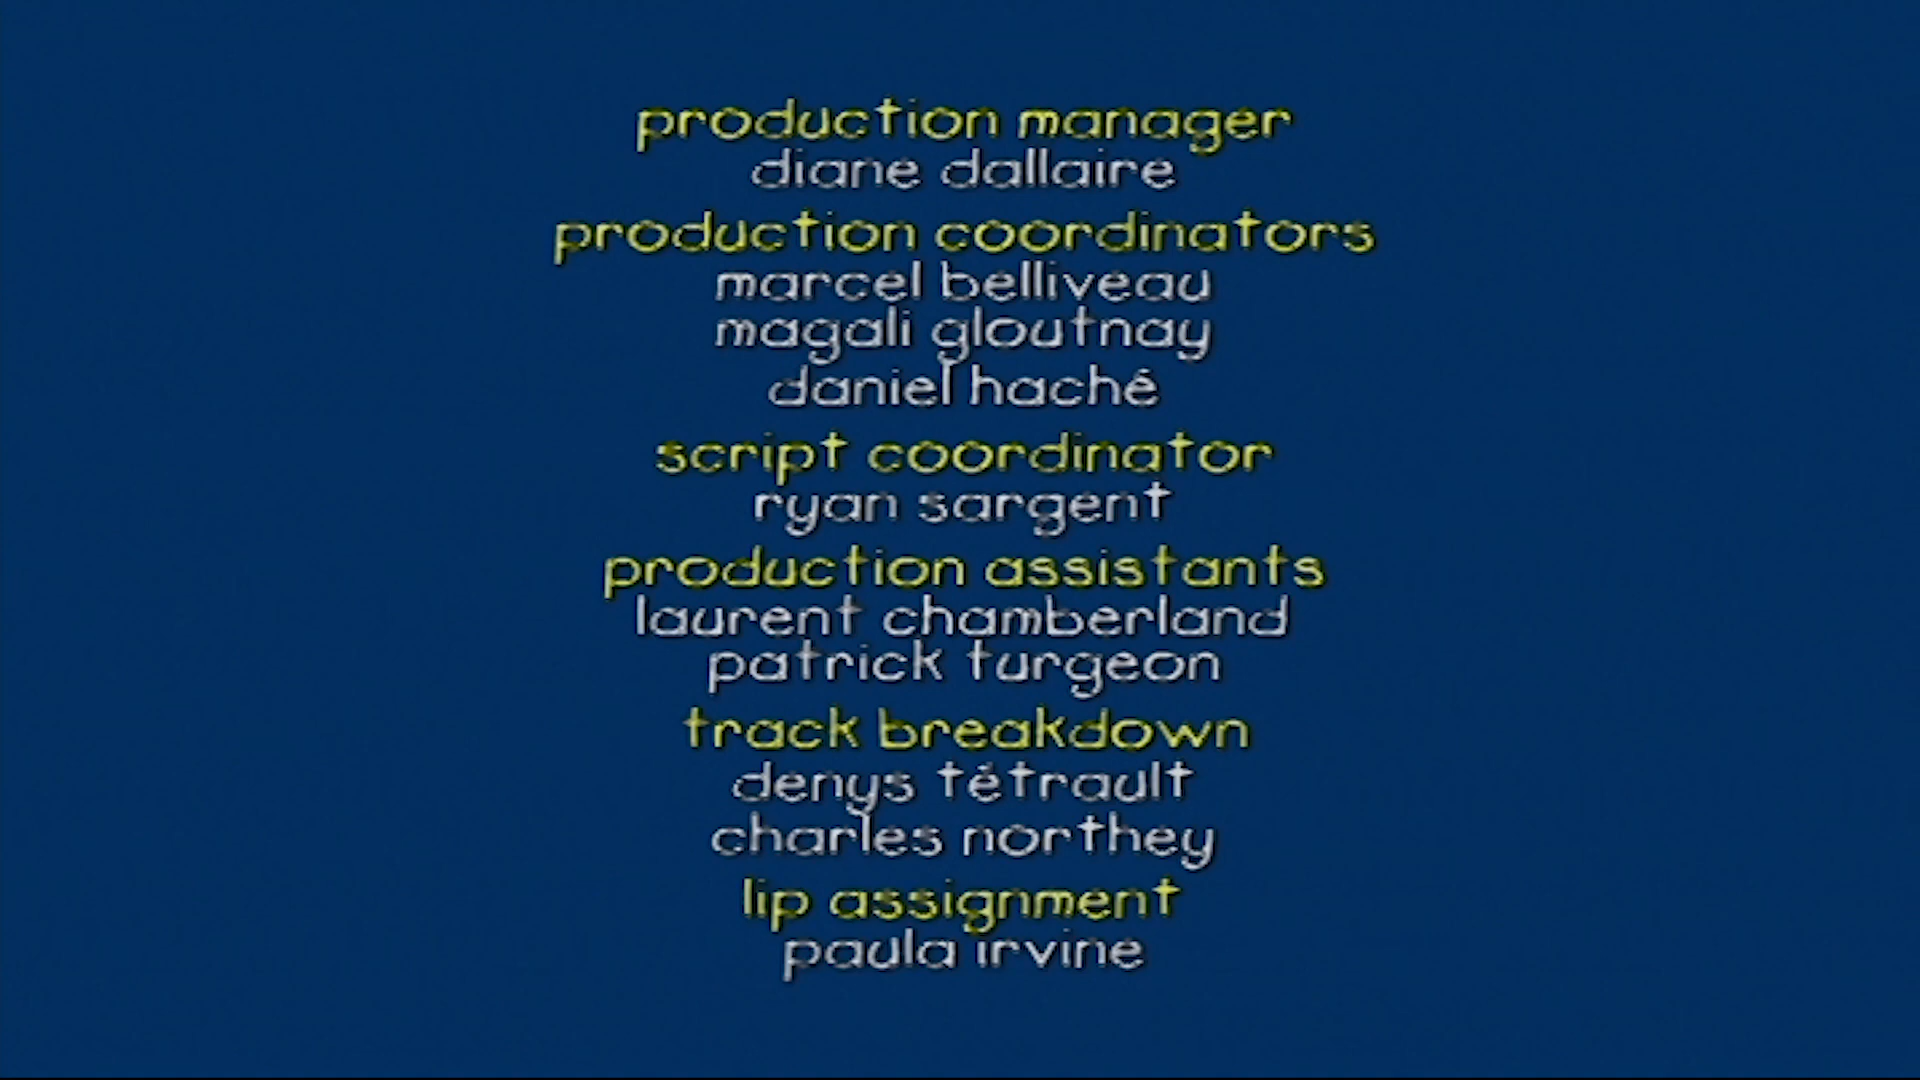 production manager
diane dallaire
production coordinators
marcel belliveau
magali gloutnay
daniel haché
script coordinator
ryan sargent
production assistants
laurent chamberland
patrick turgeon
track breakdown
denys tétrault
charles northey
lip assignment
paula irvine